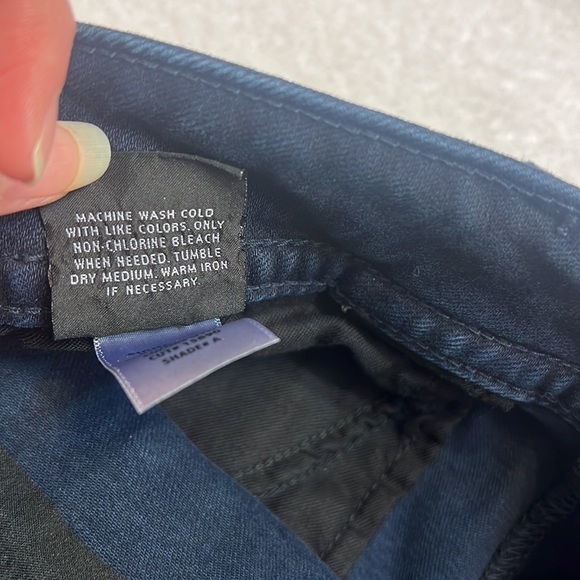 MACHINE WASH COLD
WITH LIKE COLORS. ONLY
NON-CHLORINE BLEACH
WHEN NEEDED. TUMBLE
DRY MEDIUM. WARM IRON
IF NECESSARY.
SHADE# A